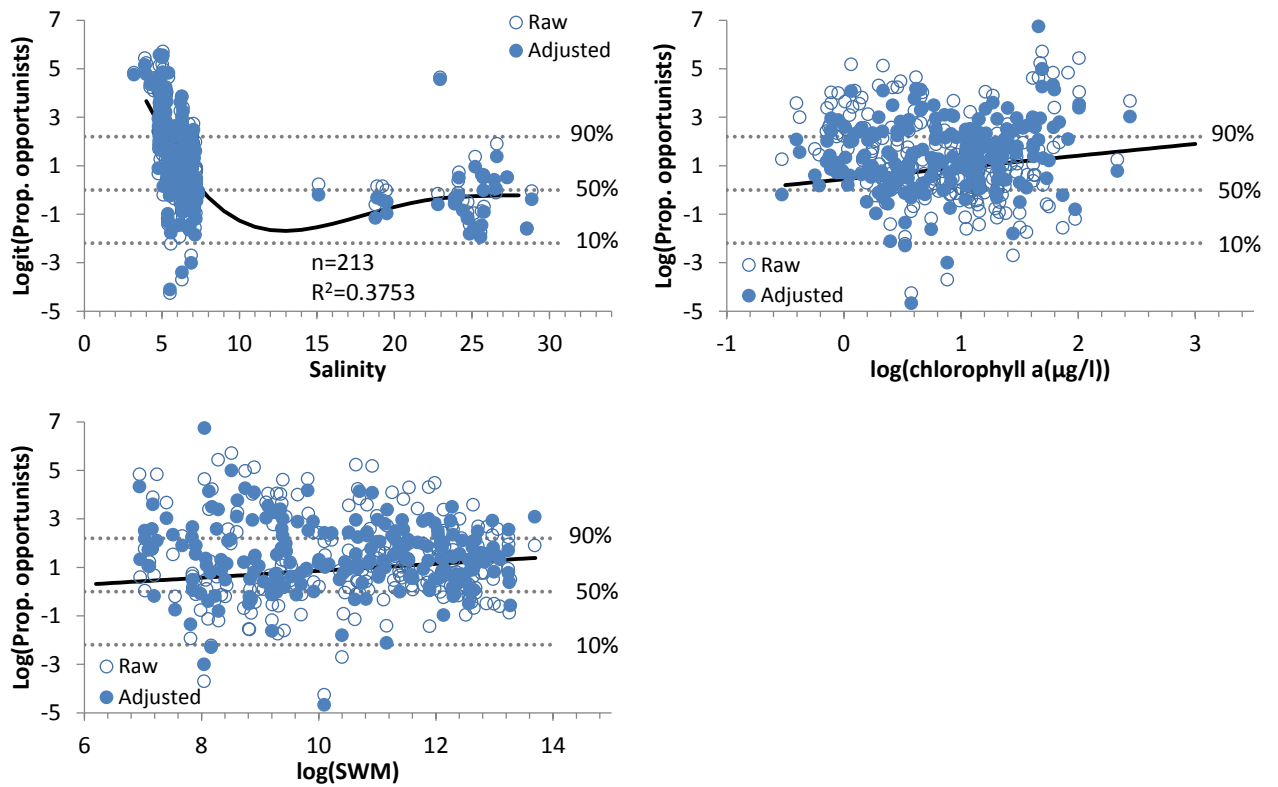 Logit(Prop. opportunists)
7
5
3
1
-1
-3
-5
Raw
Adjusted
90%
50%
10%
n=213
R²=0.3753
0 5 10 15 20 25 30
Salinity
Log(Prop. opportunists)
7
5
3
1
-1
-3
-5
90%
50%
10%
Raw
Adjusted
-1 0 1 2 3
log(chlorophyll a(µg/l))
Log(Prop. opportunists)
7
5
3
1
-1
-3
-5
90%
50%
10%
Raw
Adjusted
6 8 10 12 14
log(SWM)